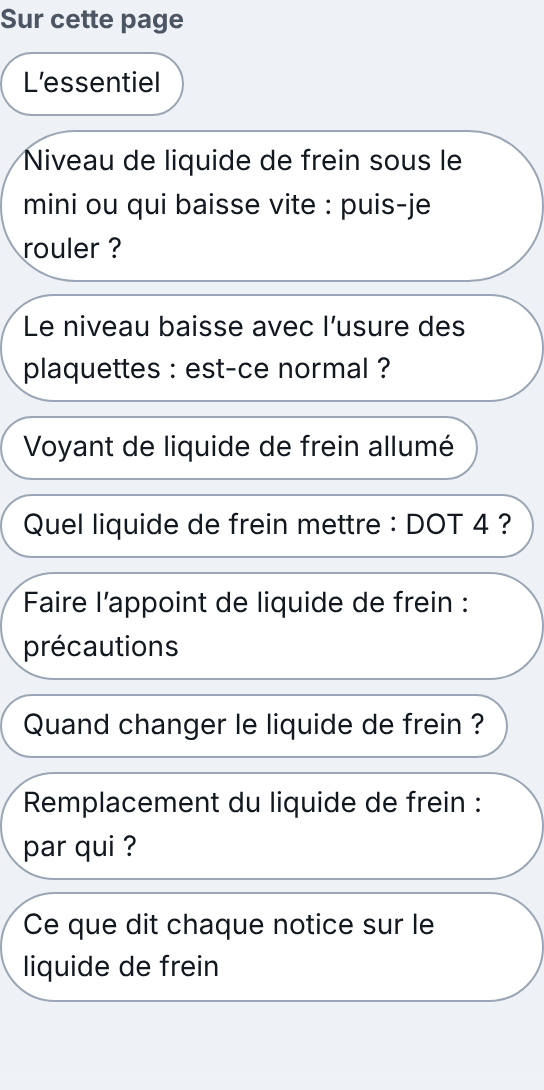 Sur cette page
L’essentiel
Niveau de liquide de frein sous le
mini ou qui baisse vite : puis-je
rouler ?
Le niveau baisse avec l’usure des
plaquettes : est-ce normal ?
Voyant de liquide de frein allumé
Quel liquide de frein mettre : DOT 4 ?
Faire l’appoint de liquide de frein :
précautions
Quand changer le liquide de frein ?
Remplacement du liquide de frein :
par qui ?
Ce que dit chaque notice sur le
liquide de frein